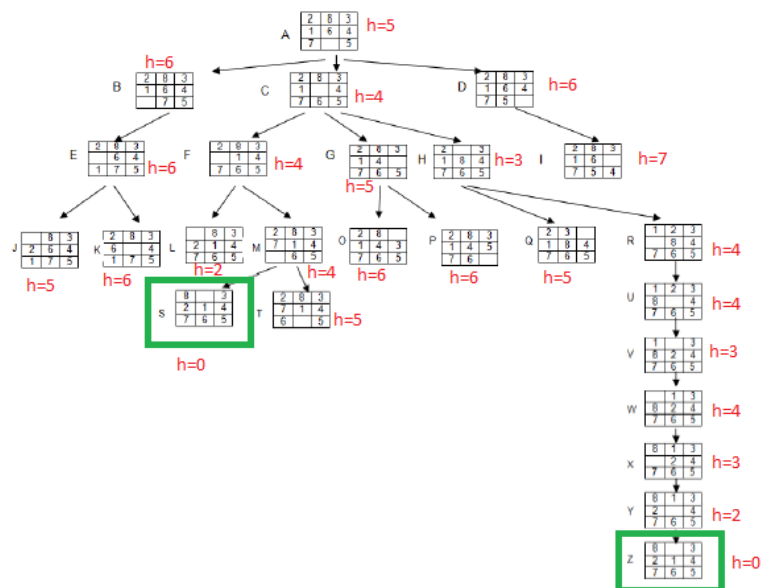 A
2 8 3
1 6 4
7 5
h=5
h=6
B
2 8 3
1 6 4
7 5
C
2 8 3
1 4
7 6 5
h=4
D
2 8 3
1 6 4
7 5
h=6
E
2 8 3
6 4
1 7 5
h=6
F
2 8 3
1 4
7 6 5
h=4
G
2 8 3
1 4
7 6 5
h=5
H
2 3
1 8 4
7 6 5
h=3
I
2 8 3
1 6
7 5 4
h=7
J
8 3
2 6 4
1 7 5
h=5
K
2 8 3
6 4
1 7 5
h=6
L
8 3
2 1 4
7 6 5
h=2
M
2 8 3
7 1 4
6 5
h=4
O
2 8
1 4 3
7 6 5
h=6
P
2 8 3
1 4 5
7 6
h=6
Q
2 3
1 8 4
7 6 5
h=5
R
1 2 3
8 4
7 6 5
h=4
S
8 3
2 1 4
7 6 5
h=0
T
2 8 3
7 1 4
6 5
h=5
U
1 2 3
8 4
7 6 5
h=4
V
1 3
8 2 4
7 6 5
h=3
W
1 3
8 2 4
7 6 5
h=4
X
8 1 3
2 4
7 6 5
h=3
Y
8 1 3
2 4
7 6 5
h=2
Z
8 3
2 1 4
7 6 5
h=0